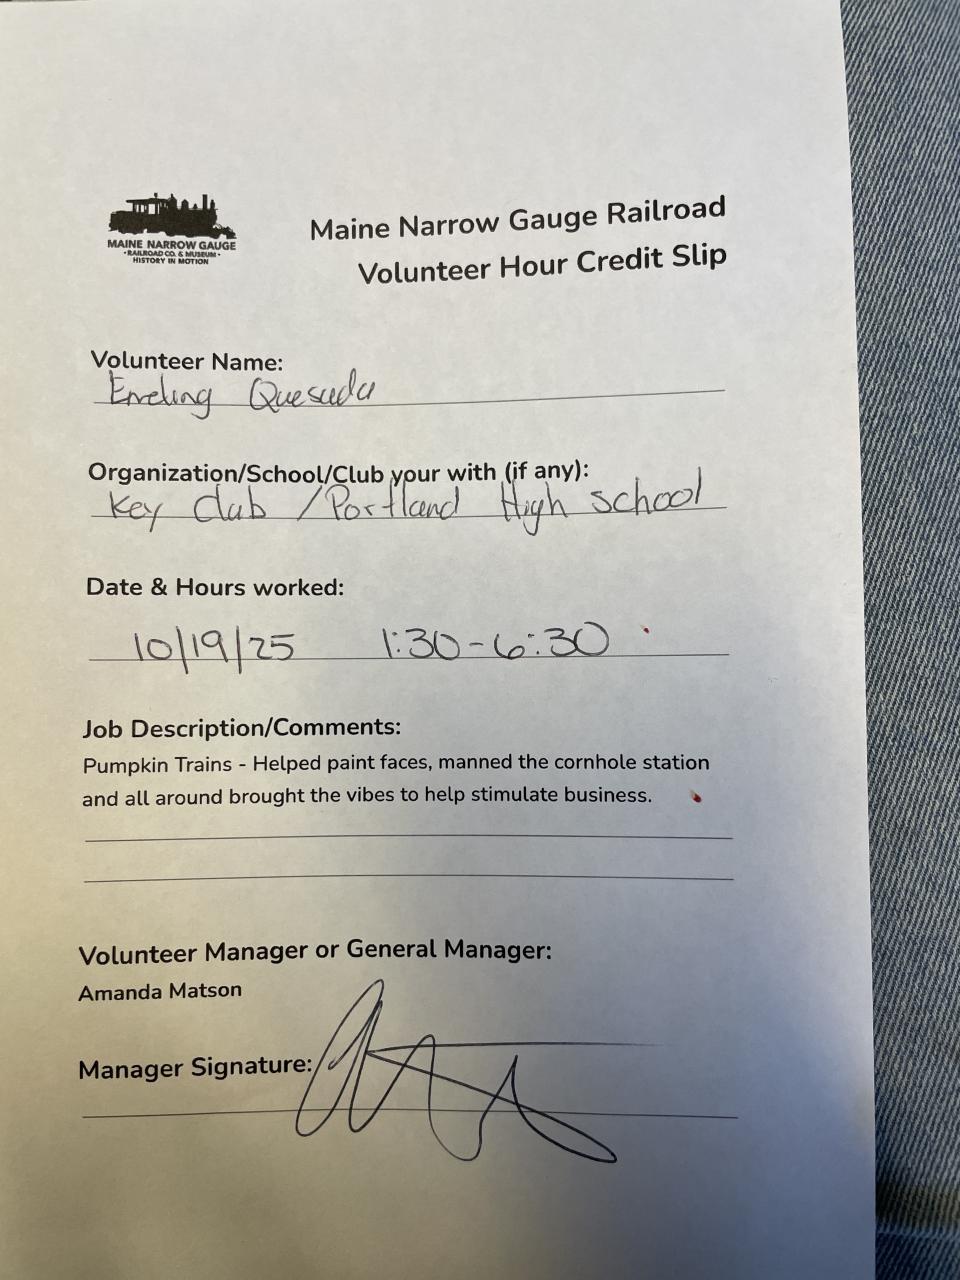 MAINE NARROW GAUGE
• RAILROAD CO. & MUSEUM •
HISTORY IN MOTION
Maine Narrow Gauge Railroad
Volunteer Hour Credit Slip
Volunteer Name:
Quesada
Organization/School/Club your with (if any):
Key club / Portland High school
Date & Hours worked:
10/19/25 1:30-6:30
Job Description/Comments:
Pumpkin Trains - Helped paint faces, manned the cornhole station
and all around brought the vibes to help stimulate business.
Volunteer Manager or General Manager:
Amanda Matson
Manager Signature: